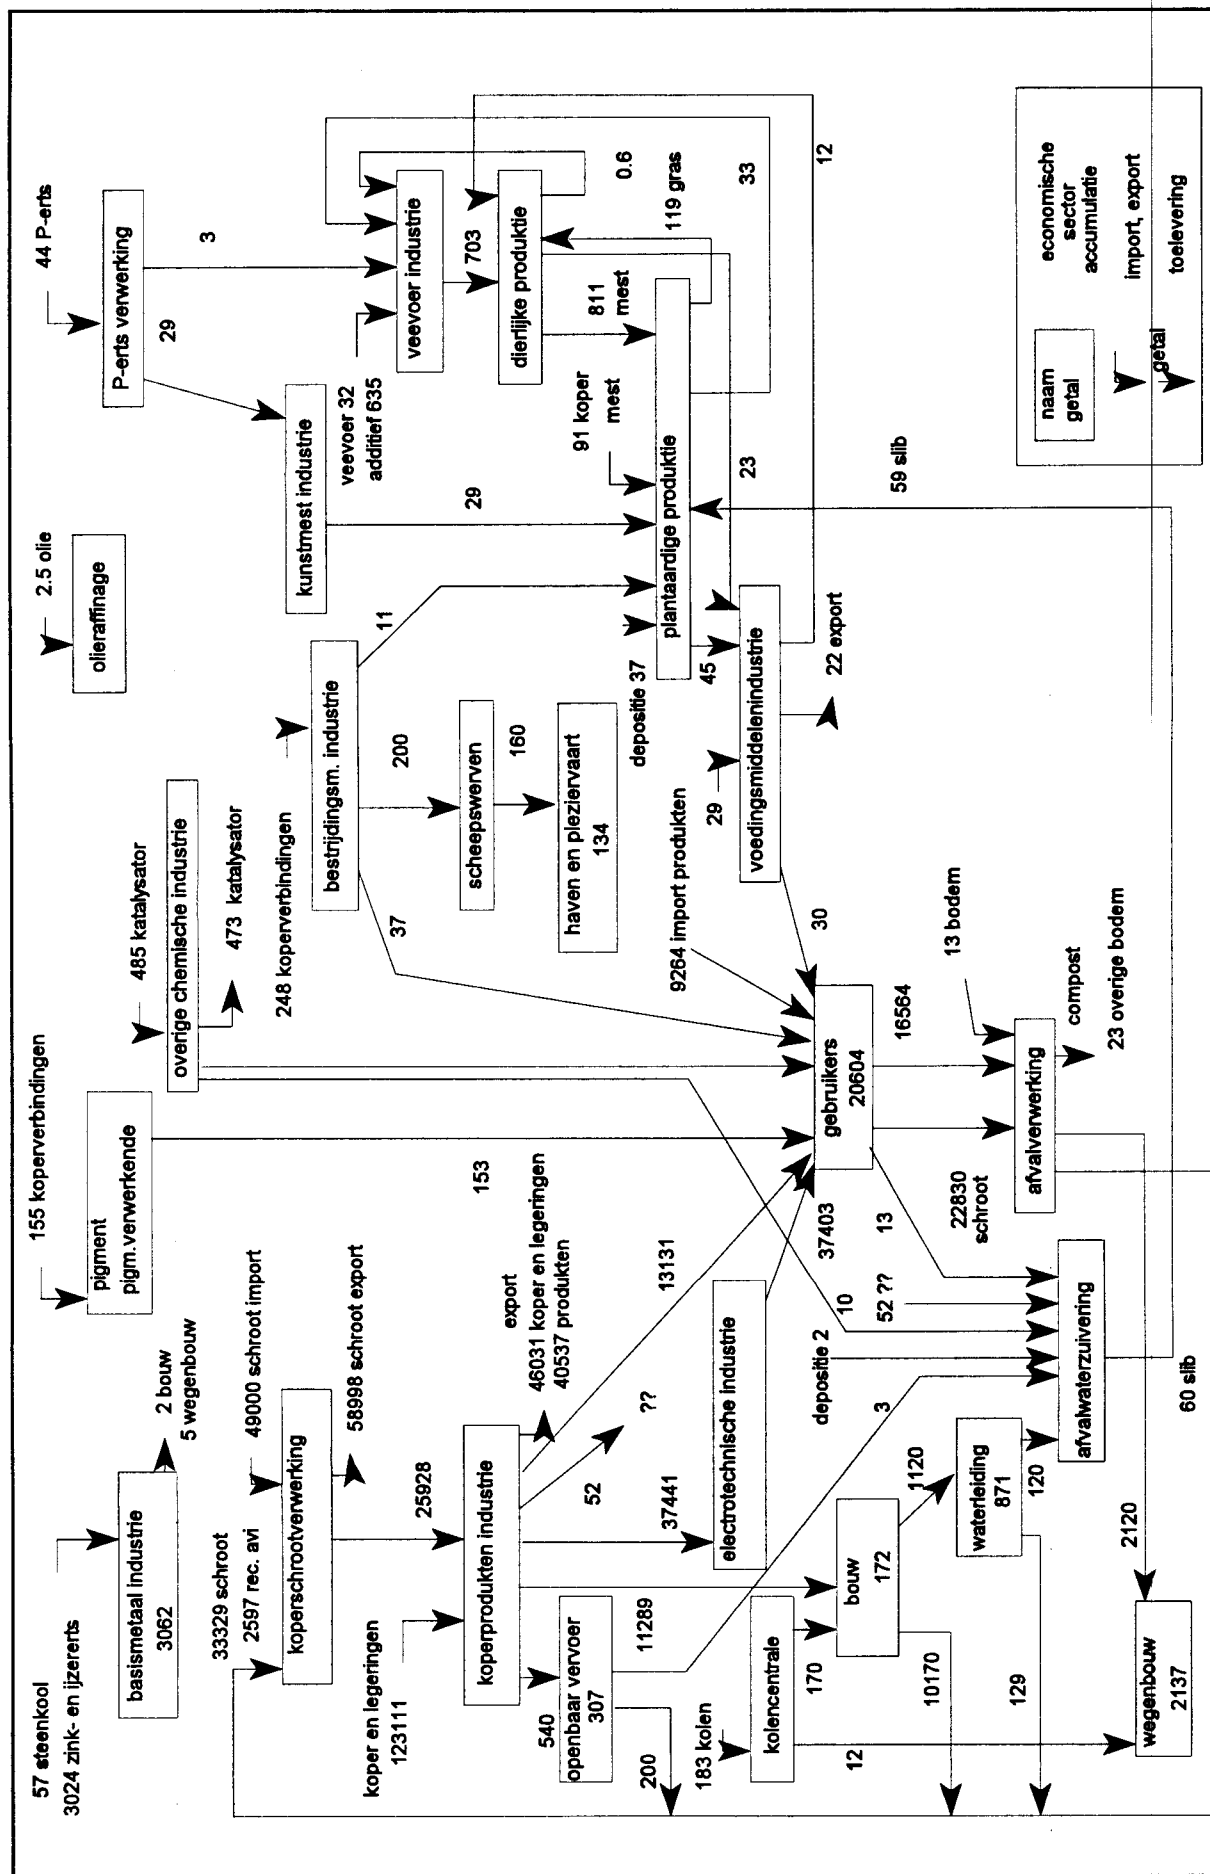 57 steenkool
3024 zink- en ijzererts
basismetaal industrie
3062
2 bouw
5 wegenbouw
155 koperverbindingen
pigment
pigm.verwerkende
485 katalysator
overige chemische industrie
473 katalysator
2.5 olie
olieraffinage
44 P-erts
P-erts verwerking
29
3
33329 schroot
2597 rec. avi
49000 schroot import
koperschrootverwerking
58998 schroot export
25928
248 koperverbindingen
bestrijdingsm. industrie
37
200
11
kunstmest industrie
29
veevoer 32
additief 635
veevoer industrie
703
dierlijke produktie
0.6
koper en legeringen
123111
koperprodukten industrie
153
export
46031 koper en legeringen
40537 produkten
13131
??
52
37441
11289
540
openbaar vervoer
307
200
scheepswerven
160
haven en pleziervaart
134
91 koper
mest
811
mest
119 gras
33
12
depositie 37
plantaardige produktie
45
23
59 slib
29
voedingsmiddelenindustrie
22 export
30
9264 import produkten
electrotechnische industrie
37403
gebruikers
20604
16564
13
22830
schroot
10
52 ??
depositie 2
3
183 kolen
kolencentrale
170
12
bouw
172
1120
10170
waterleiding
871
120
129
afvalwaterzuivering
60 slib
13 bodem
afvalverwerking
compost
23 overige bodem
2120
wegenbouw
2137
naam
getal
economische
sector
accumulatie
import, export
getal
toelevering